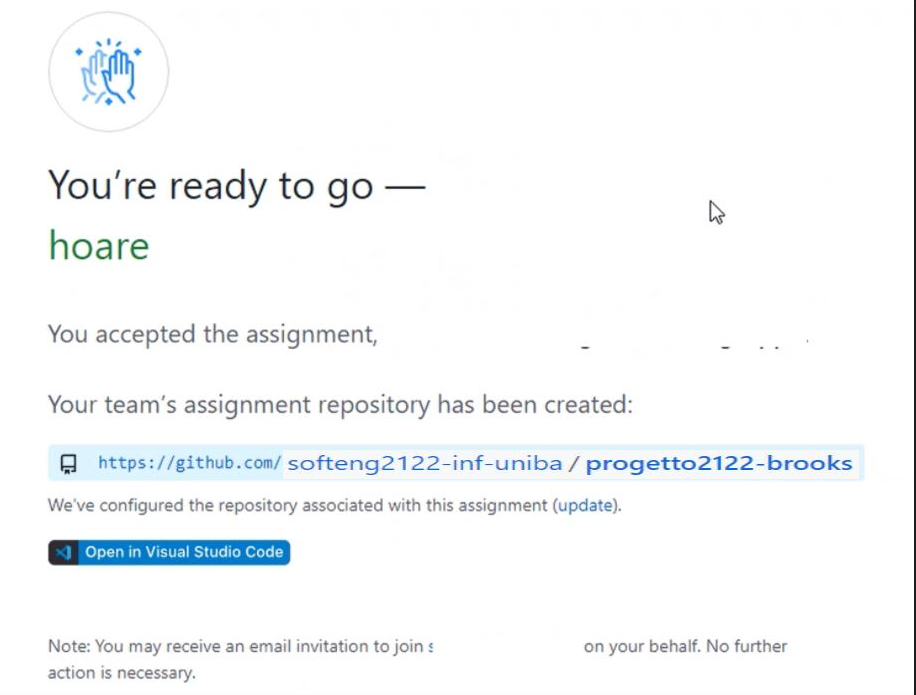 You're ready to go —
hoare
You accepted the assignment,
Your team's assignment repository has been created:
https://github.com/ softeng2122-inf-uniba / progetto2122-brooks
We've configured the repository associated with this assignment (update).
Open in Visual Studio Code
Note: You may receive an email invitation to join on your behalf. No further
action is necessary.